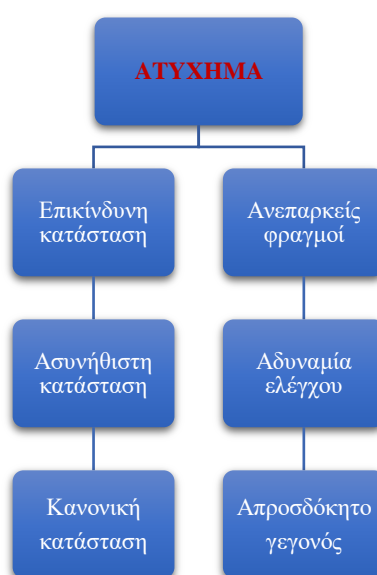 ΑΤΥΧΗΜΑ
Επικίνδυνη
κατάσταση
Ανεπαρκείς
φραγμοί
Ασυνήθιστη
κατάσταση
Αδυναμία
ελέγχου
Κανονική
κατάσταση
Απροσδόκητο
γεγονός